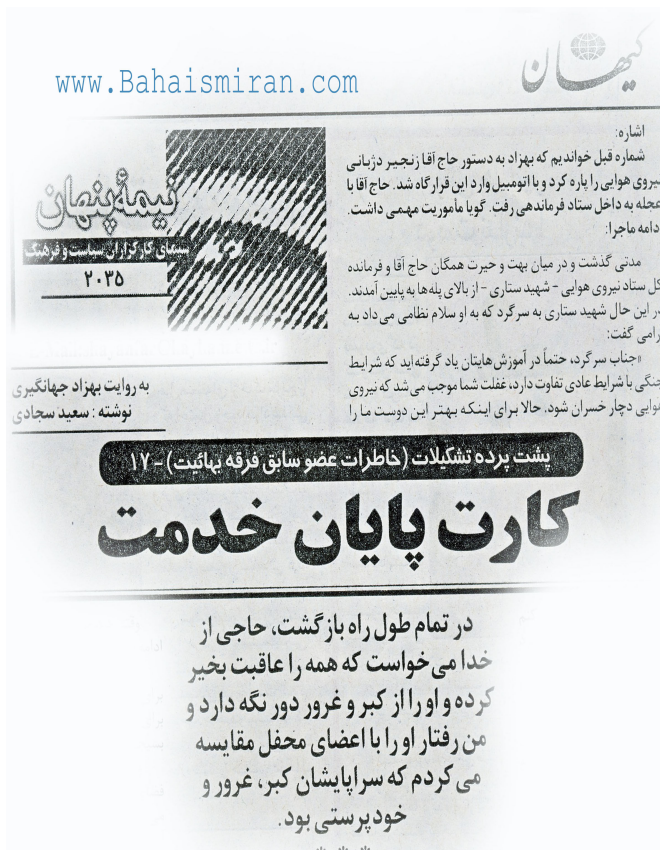 کیهان
www.Bahaismiran.com
اشاره:
شماره قبل خواندیم که بهزاد به دستور حاج آقا زنجیر دژبانی
نیروی هوایی را پاره کرد و با اتومبیل وارد این قرارگاه شد. حاج آقا با
عجله به داخل ستاد فرماندهی رفت. گویا مأموریت مهمی داشت.
ادامه ماجرا:
مدتی گذشت و در میان بهت و حیرت همگان حاج آقا و فرمانده
کل ستاد نیروی هوایی - شهید ستاری - از بالای پله‌ها به پایین آمدند.
در این حال شهید ستاری به سرگرد که به او سلام نظامی می‌داد به
رامی گفت:
«جناب سرگرد، حتماً در آموزش‌هایتان یاد گرفته‌اید که شرایط
جنگی با شرایط عادی تفاوت دارد، غفلت شما موجب می‌شد که نیروی
هوایی دچار خسران شود. حالا برای اینکه بهتر این دوست ما را
نیمهٔ پنهان
سیمای کارگزاران سیاست و فرهنگ
۲۰۳۵
به روایت بهزاد جهانگیری
نوشته : سعید سجادی
پشت پرده تشکیلات (خاطرات عضو سابق فرقه بهائیت) - ۱۷
کارت پایان خدمت
در تمام طول راه بازگشت، حاجی از
خدا می‌خواست که همه را عاقبت بخیر
کرده و او را از کبر و غرور دور نگه دارد و
من رفتار او را با اعضای محفل مقایسه
می‌کردم که سراپایشان کبر، غرور و
خودپرستی بود.
* * *